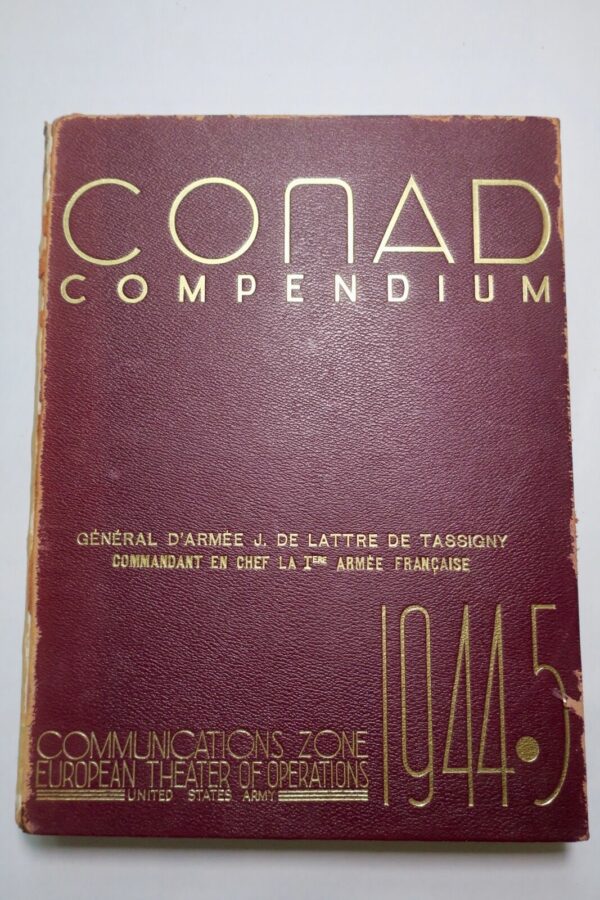 CONAD
COMPENDIUM
GÉNÉRAL D'ARMÉE J. DE LATTRE DE TASSIGNY
COMMANDANT EN CHEF LA IÈRE ARMÉE FRANÇAISE
1944•5
COMMUNICATIONS ZONE
EUROPEAN THEATER OF OPERATIONS
UNITED STATES ARMY